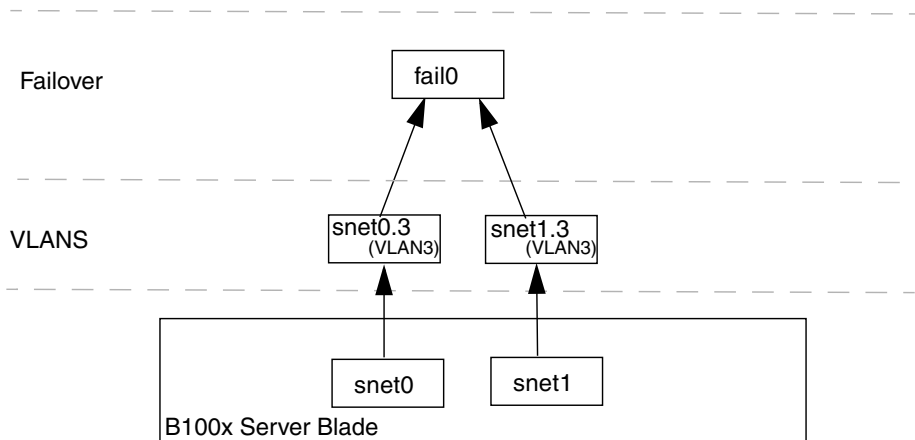 Failover
fail0
VLANS
snet0.3
(VLAN3)
snet1.3
(VLAN3)
snet0
snet1
B100x Server Blade